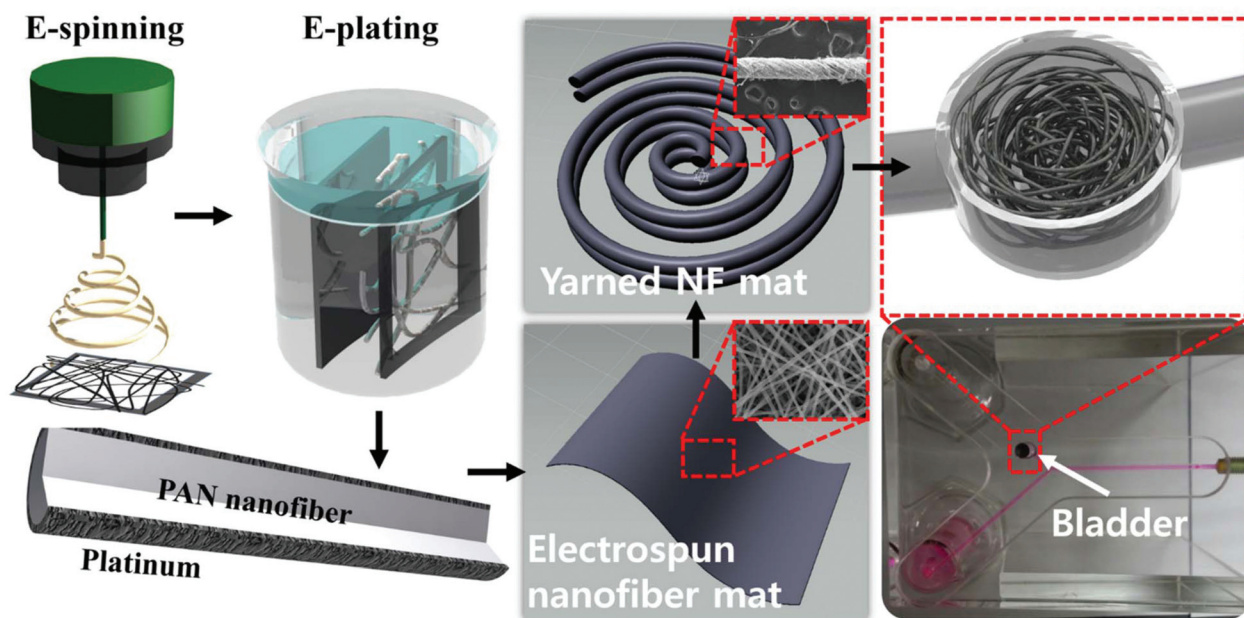 E-spinning
E-plating
Yarned NF mat
PAN nanofiber
Platinum
Electrospun
nanofiber mat
Bladder